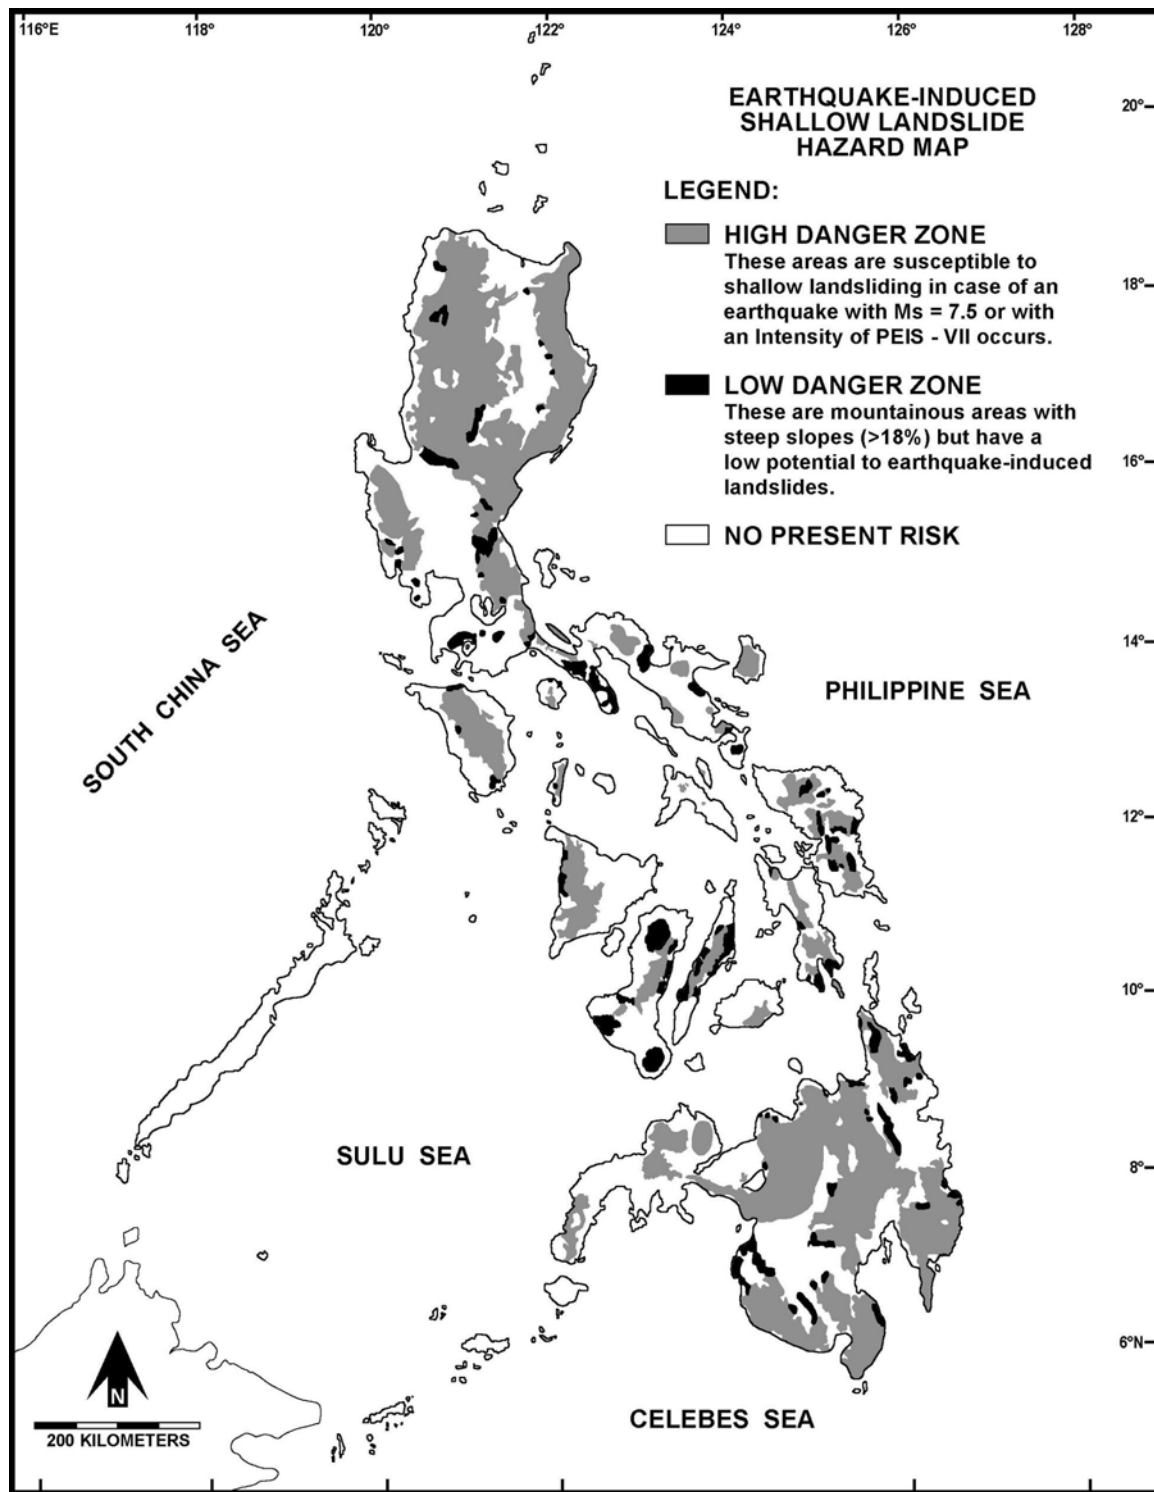 116°E 118° 120° 122° 124° 126° 128°
EARTHQUAKE-INDUCED
SHALLOW LANDSLIDE
HAZARD MAP
20°
LEGEND:
HIGH DANGER ZONE
These areas are susceptible to
shallow landsliding in case of an
earthquake with Ms = 7.5 or with
an Intensity of PEIS - VII occurs.
18°
LOW DANGER ZONE
These are mountainous areas with
steep slopes (>18%) but have a
low potential to earthquake-induced
landslides.
16°
NO PRESENT RISK
SOUTH CHINA SEA
14°
PHILIPPINE SEA
12°
10°
SULU SEA
8°
6°N
N
200 KILOMETERS
CELEBES SEA